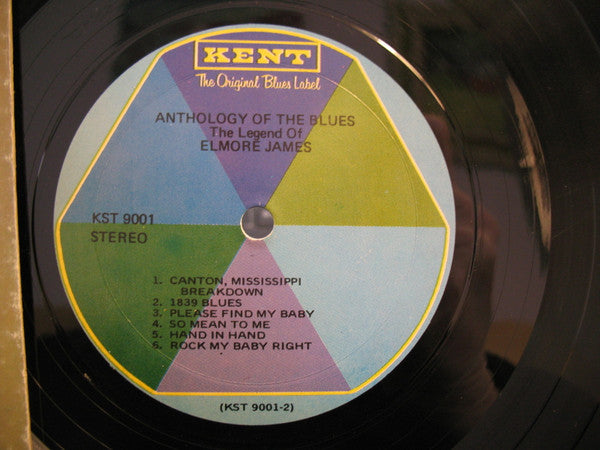 KENT
The Original Blues Label
ANTHOLOGY OF THE BLUES
The Legend Of
ELMORE JAMES
KST 9001
STEREO
1. CANTON, MISSISSIPPI
BREAKDOWN
2. 1839 BLUES
3. PLEASE FIND MY BABY
4. SO MEAN TO ME
5. HAND IN HAND
6. ROCK MY BABY RIGHT
(KST 9001-2)